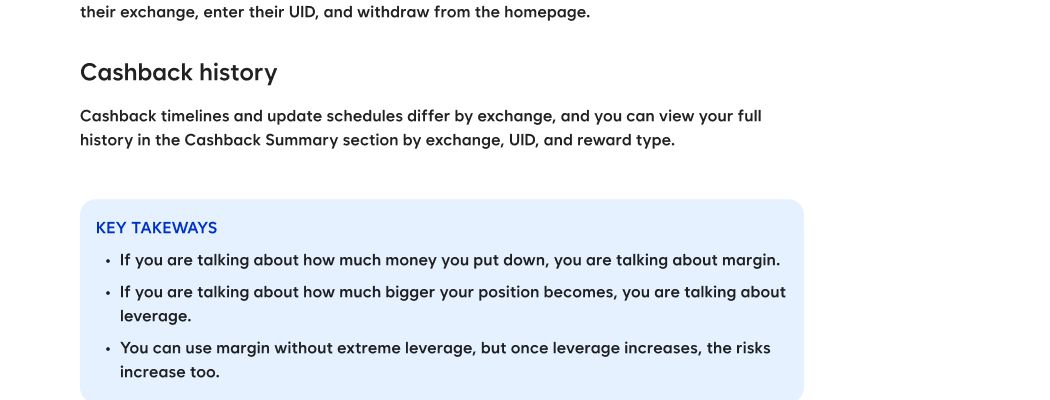 their exchange, enter their UID, and withdraw from the homepage.
Cashback history
Cashback timelines and update schedules differ by exchange, and you can view your full
history in the Cashback Summary section by exchange, UID, and reward type.
KEY TAKEWAYS
• If you are talking about how much money you put down, you are talking about margin.
• If you are talking about how much bigger your position becomes, you are talking about
leverage.
• You can use margin without extreme leverage, but once leverage increases, the risks
increase too.